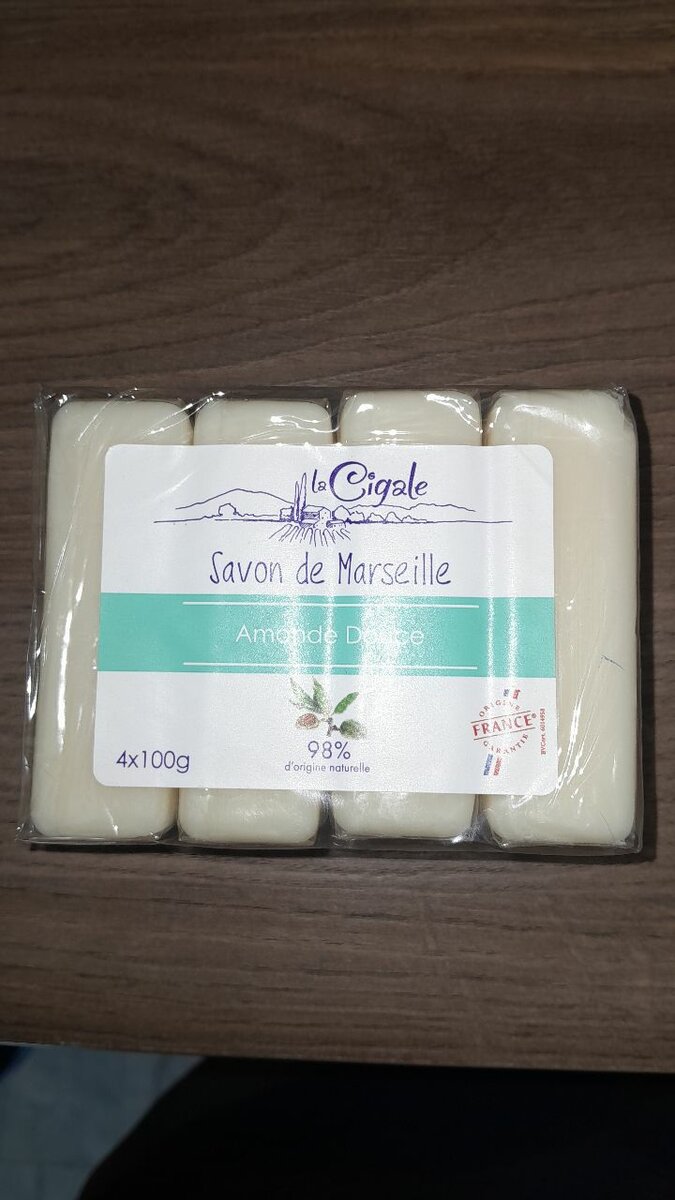 la Cigale
Savon de Marseille
Amande Douce
98%
d'origine naturelle
4x100g
ORIGINE
FRANCE®
GARANTIE